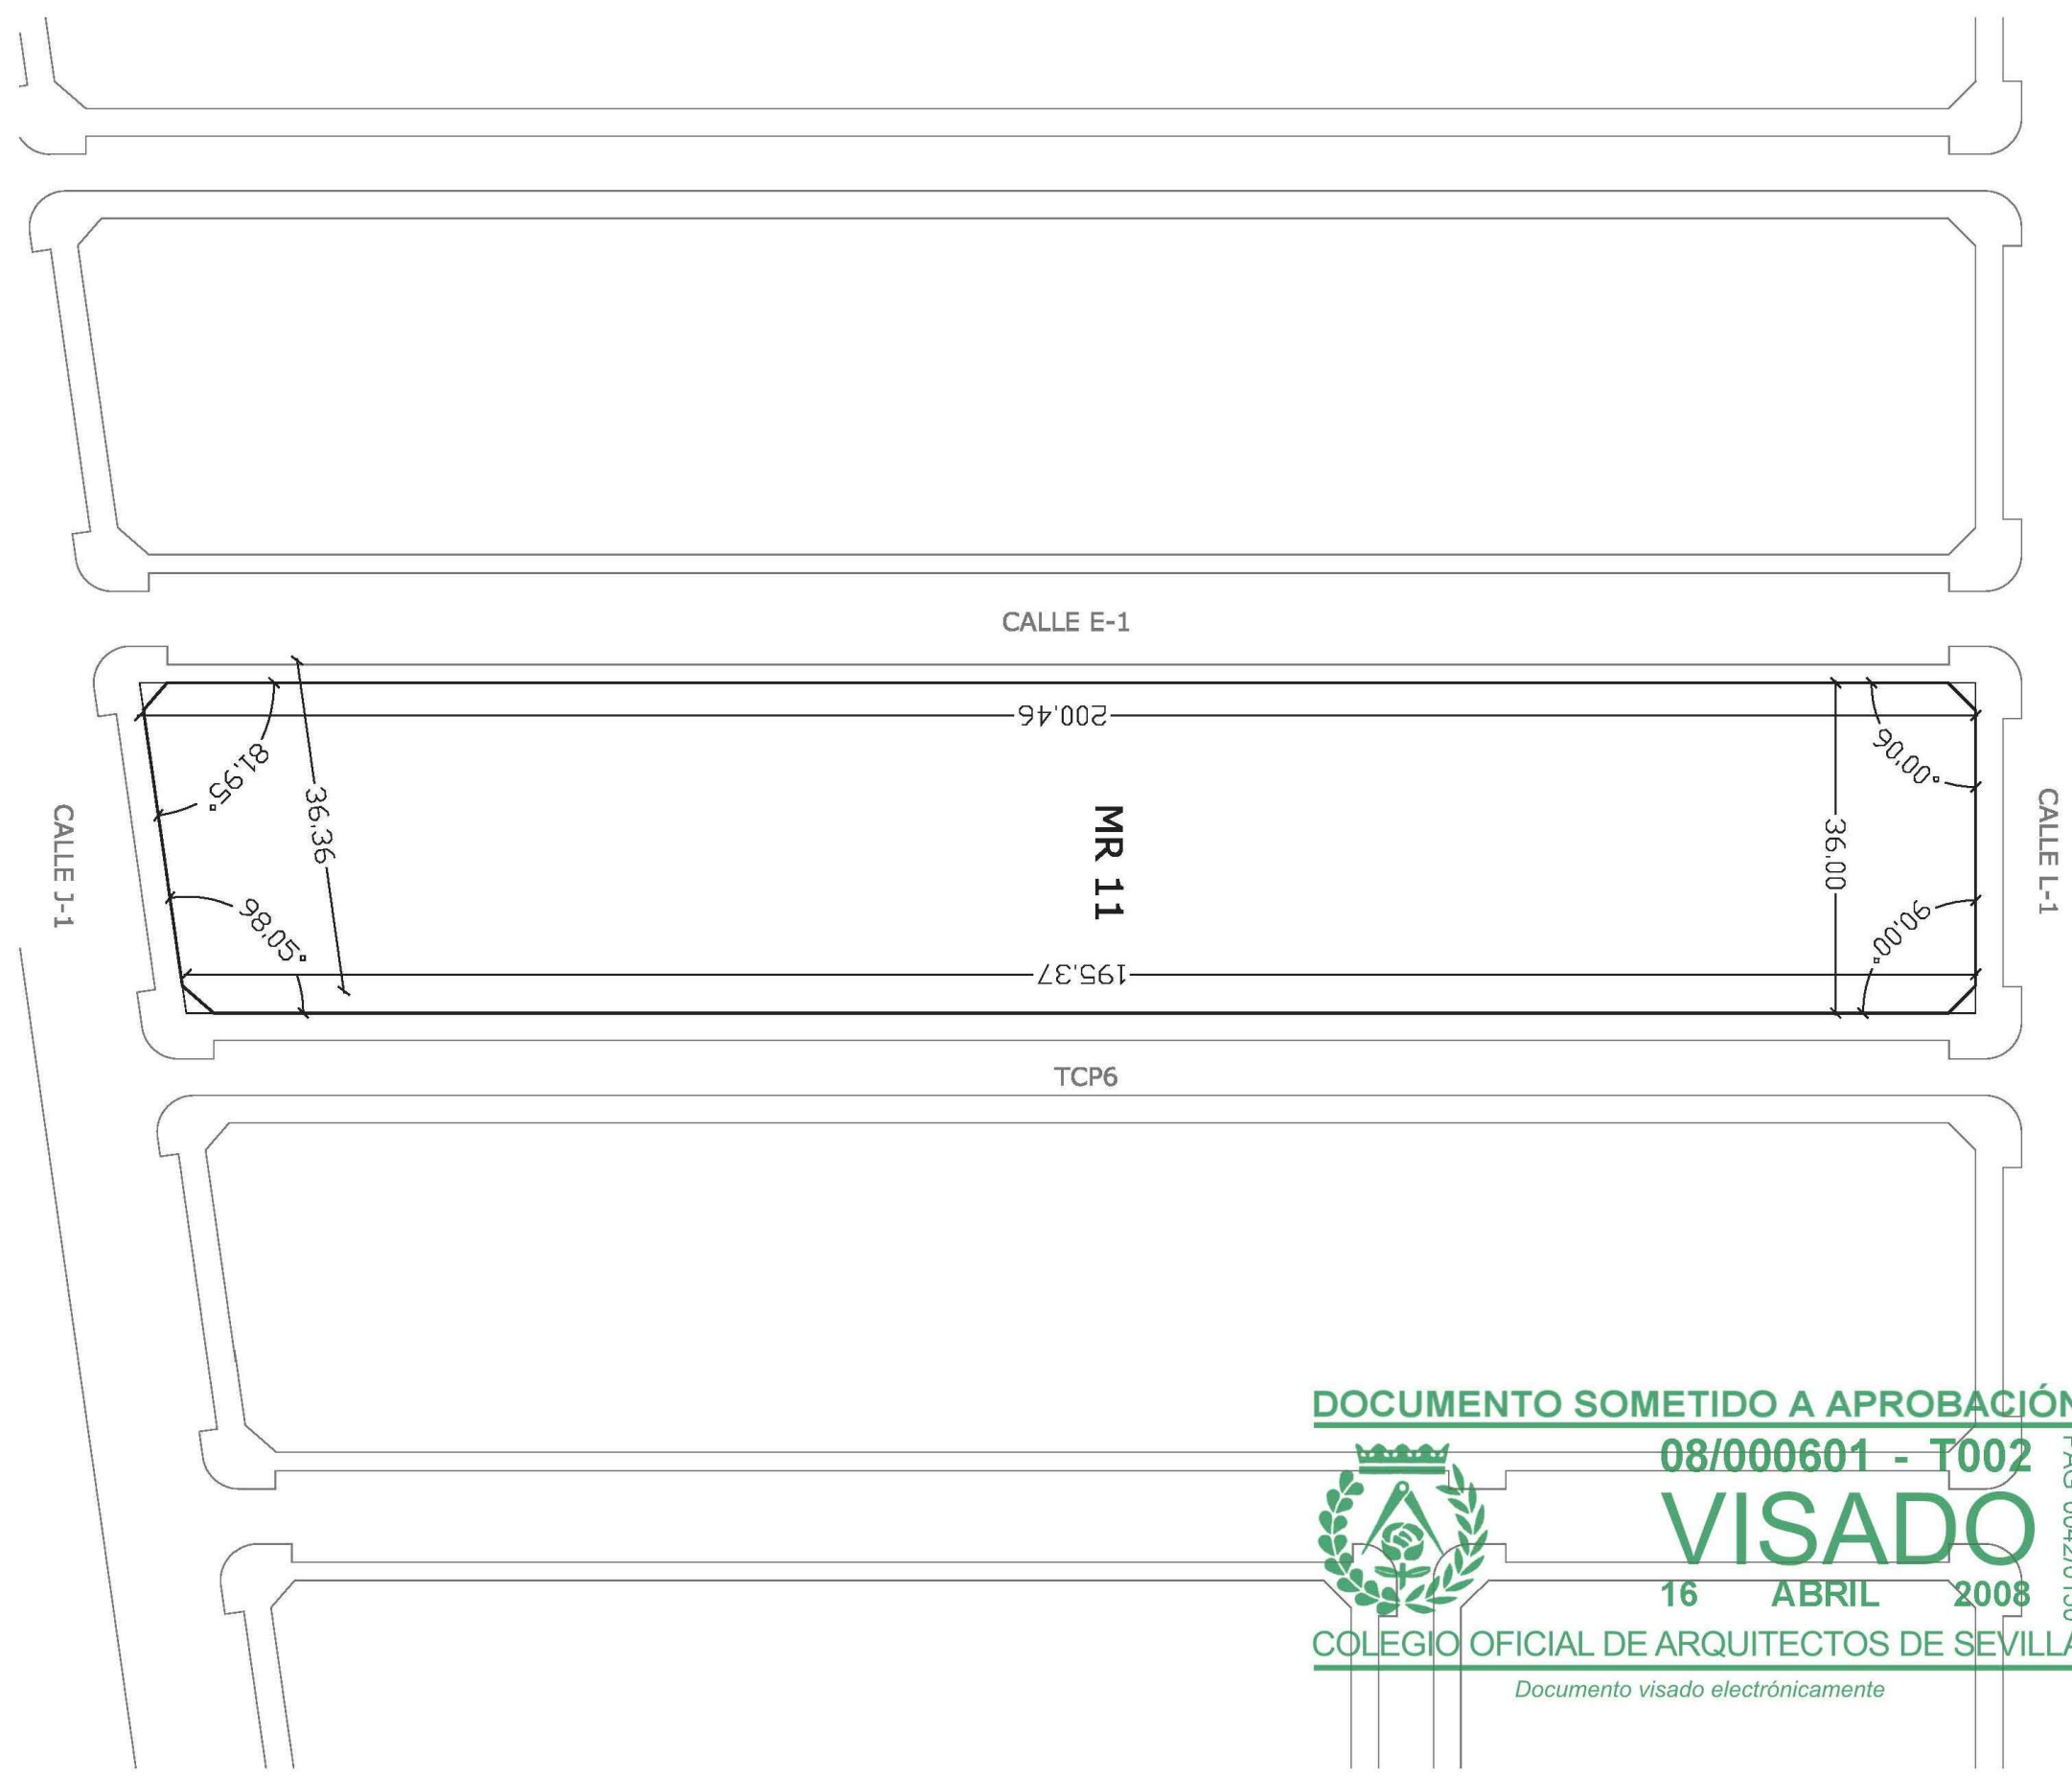 CALLE E-1
200.46
81.95°
90.00°
36.36
36.00
MR 11
CALLE J-1
CALLE L-1
98.05°
90.00°
195.37
TCP6
DOCUMENTO SOMETIDO A APROBACIÓN
08/000601 - T002
VISADO
16 ABRIL 2008
COLEGIO OFICIAL DE ARQUITECTOS DE SEVILLA
Documento visado electrónicamente